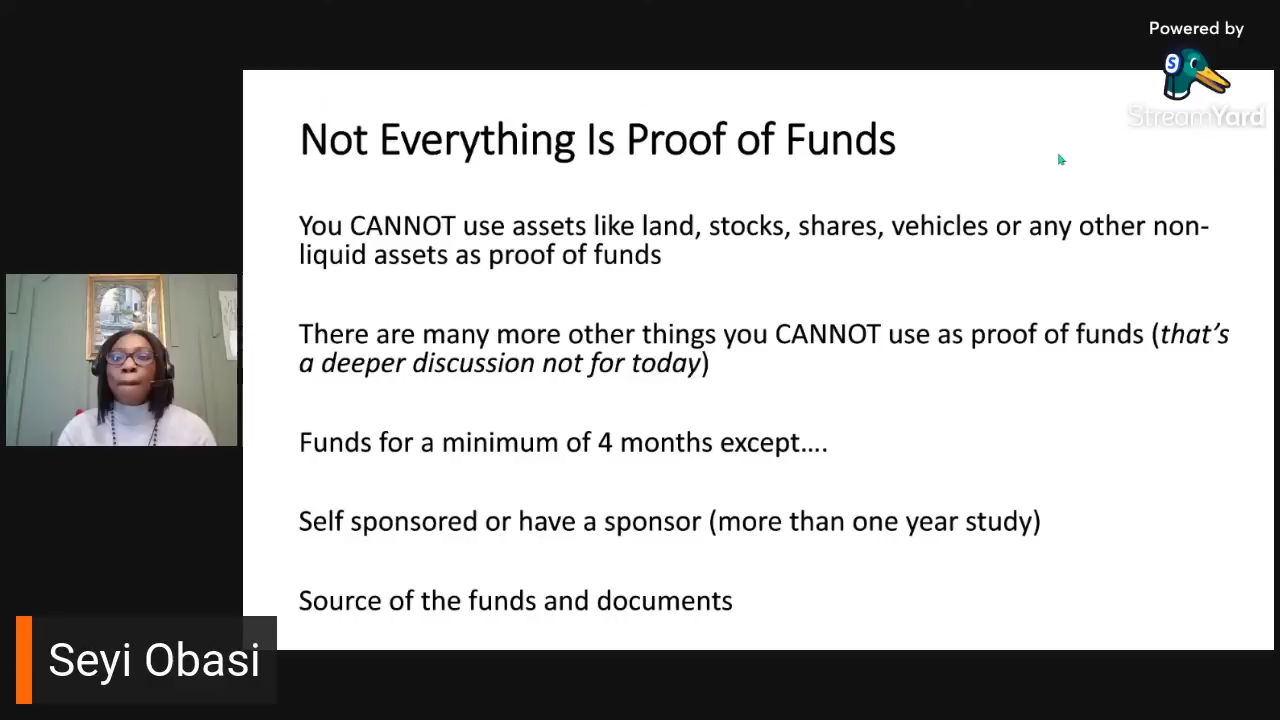 Powered by
StreamYard
Not Everything Is Proof of Funds
You CANNOT use assets like land, stocks, shares, vehicles or any other non-
liquid assets as proof of funds
There are many more other things you CANNOT use as proof of funds (that's
a deeper discussion not for today)
Funds for a minimum of 4 months except....
Self sponsored or have a sponsor (more than one year study)
Source of the funds and documents
Seyi Obasi